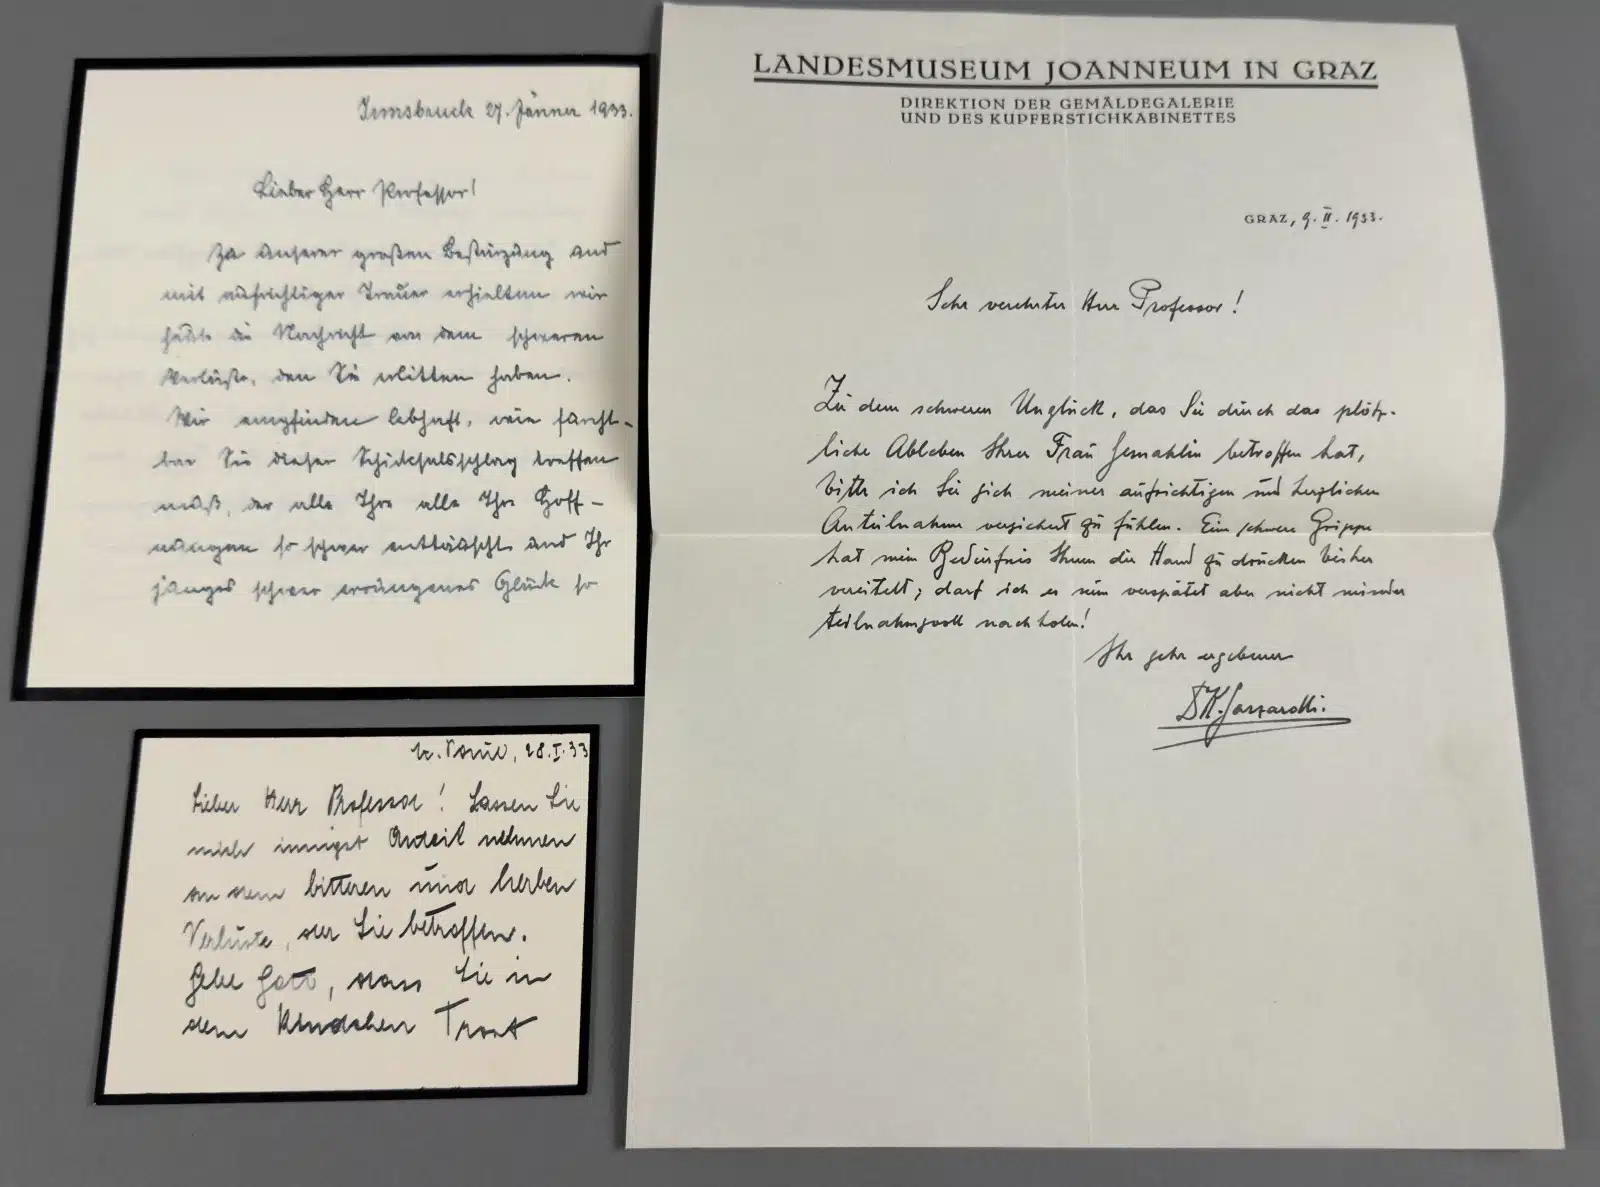 Innsbruck 27. Jänner 1933.
Lieber Herr Professor!
Zu unserer großen Bestürzung und
mit aufrichtiger Trauer erhielten wir
heute die Nachricht von dem schweren
Verluste, den Sie erlitten haben.
Wir empfinden lebhaft, wie furcht-
bar Sie dieser Schicksalsschlag treffen
muß, der alle Ihre alle Ihre Hoff-
nungen so schwer enttäuscht und Ihr
junges schwer errungenes Glück so
28.I.33
Lieber Herr Professor! Lassen Sie
mich innigst Anteil nehmen
an dem bitteren und herben
Verluste, der Sie betroffen.
Gebe Gott, dass Sie in
dem Kindchen Trost
LANDESMUSEUM JOANNEUM IN GRAZ
DIREKTION DER GEMÄLDEGALERIE
UND DES KUPFERSTICHKABINETTES
GRAZ, 9. II. 1933.
Sehr verehrter Herr Professor!
Zu dem schweren Unglück, das Sie durch das plötz-
liche Ableben Ihrer Frau Gemahlin betroffen hat,
bitte ich Sie sich meiner aufrichtigen und herzlichen
Anteilnahme versichert zu fühlen. Eine schwere Grippe
hat mein Bedürfnis Ihnen die Hand zu drücken bisher
vereitelt; darf ich es nun verspätet aber nicht minder
teilnahmsvoll nachholen!
Ihr sehr ergebener
Dr K. Garzarolli.